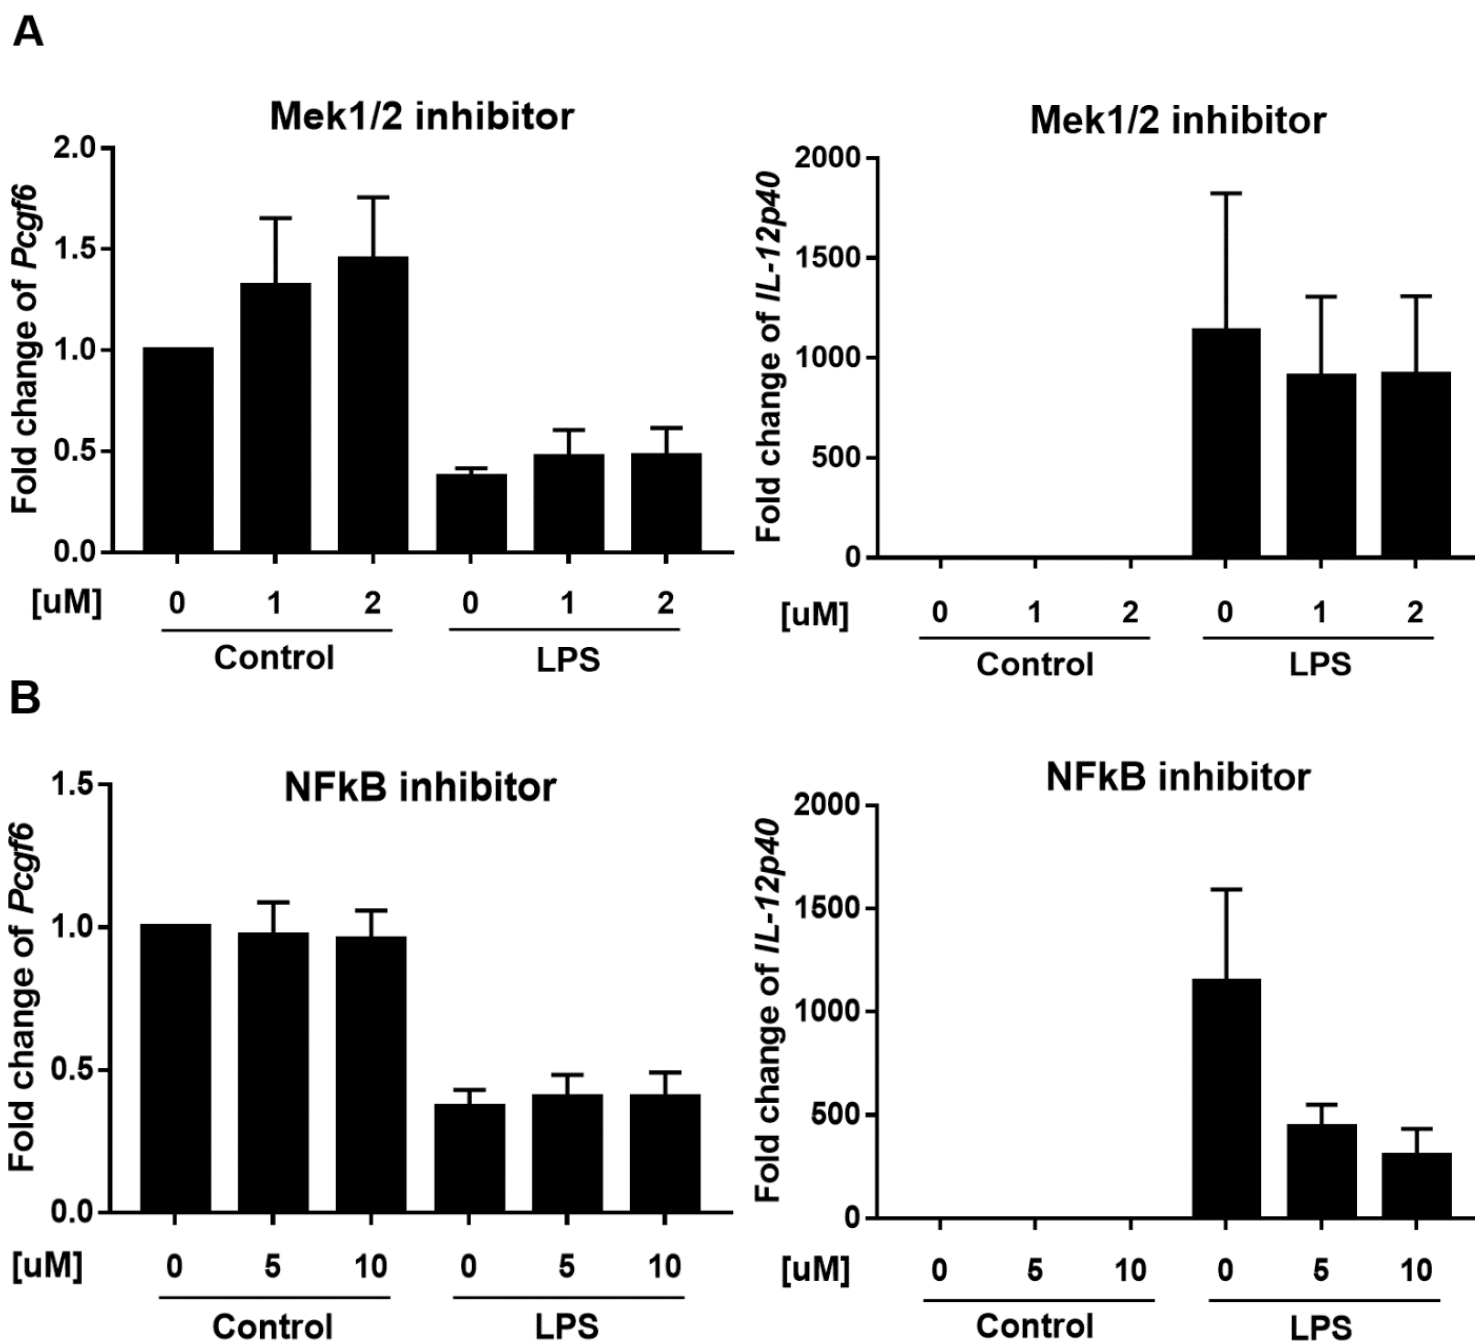 A
Mek1/2 inhibitor
Fold change of Pcgf6
2.0
1.5
1.0
0.5
0.0
[uM] 0 1 2 0 1 2
Control LPS
Mek1/2 inhibitor
Fold change of IL-12p40
2000
1500
1000
500
0
[uM] 0 1 2 0 1 2
Control LPS
B
NFkB inhibitor
Fold change of Pcgf6
1.5
1.0
0.5
0.0
[uM] 0 5 10 0 5 10
Control LPS
NFkB inhibitor
Fold change of IL-12p40
2000
1500
1000
500
0
[uM] 0 5 10 0 5 10
Control LPS